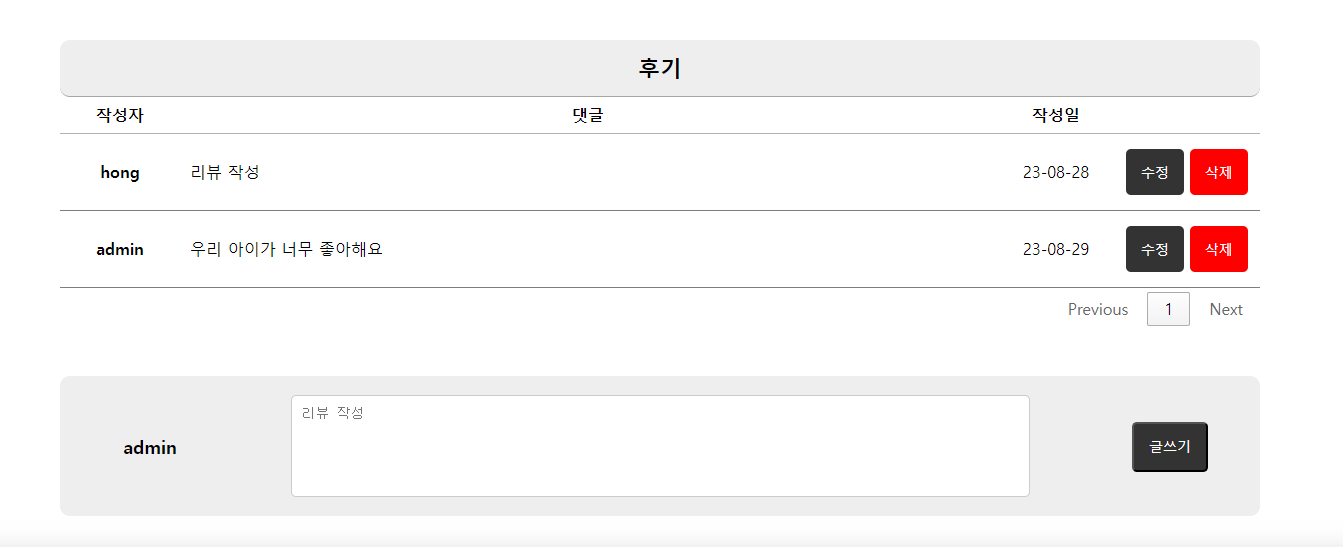 후기
작성자 댓글 작성일
hong 리뷰 작성 23-08-28 수정 삭제
admin 우리 아이가 너무 좋아해요 23-08-29 수정 삭제
Previous 1 Next
admin 리뷰 작성 글쓰기